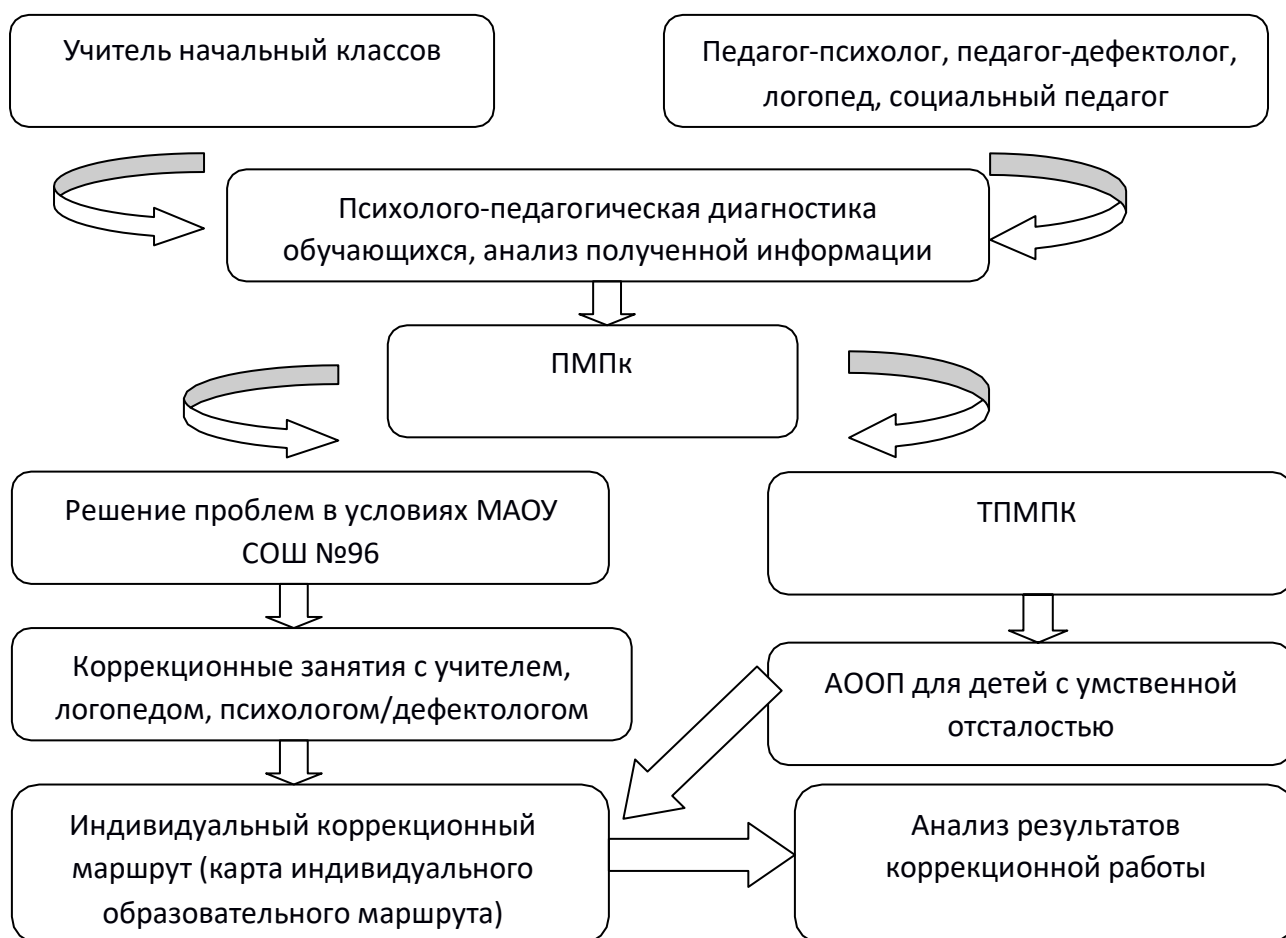 Учитель начальный классов
Педагог-психолог, педагог-дефектолог,
логопед, социальный педагог
Психолого-педагогическая диагностика
обучающихся, анализ полученной информации
ПМПк
Решение проблем в условиях МАОУ
СОШ №96
ТПМПК
Коррекционные занятия с учителем,
логопедом, психологом/дефектологом
АООП для детей с умственной
отсталостью
Индивидуальный коррекционный
маршрут (карта индивидуального
образовательного маршрута)
Анализ результатов
коррекционной работы